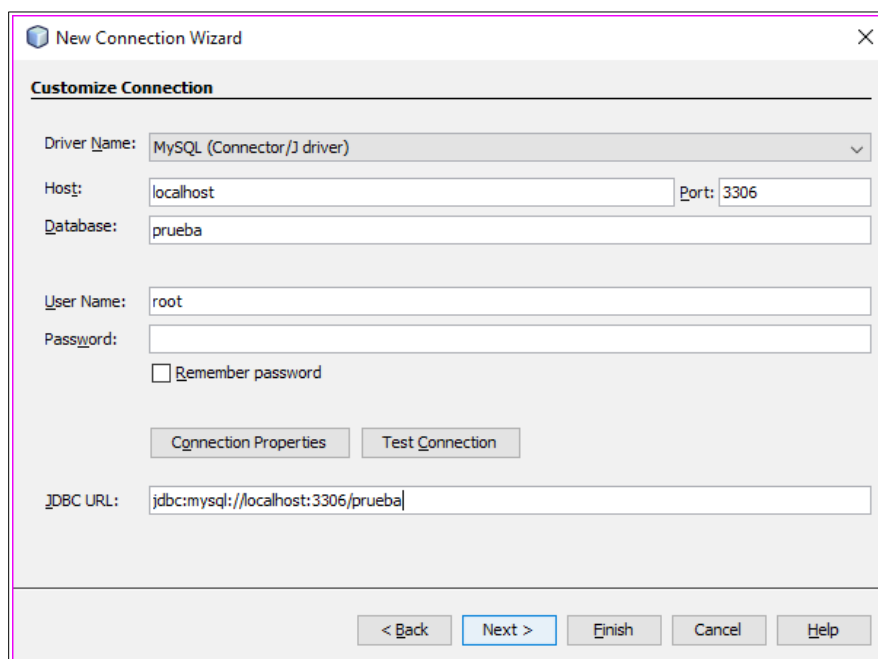 New Connection Wizard
Customize Connection
Driver Name: MySQL (Connector/J driver)
Host: localhost Port: 3306
Database: prueba
User Name: root
Password:
Remember password
Connection Properties Test Connection
JDBC URL: jdbc:mysql://localhost:3306/prueba
< Back Next > Finish Cancel Help